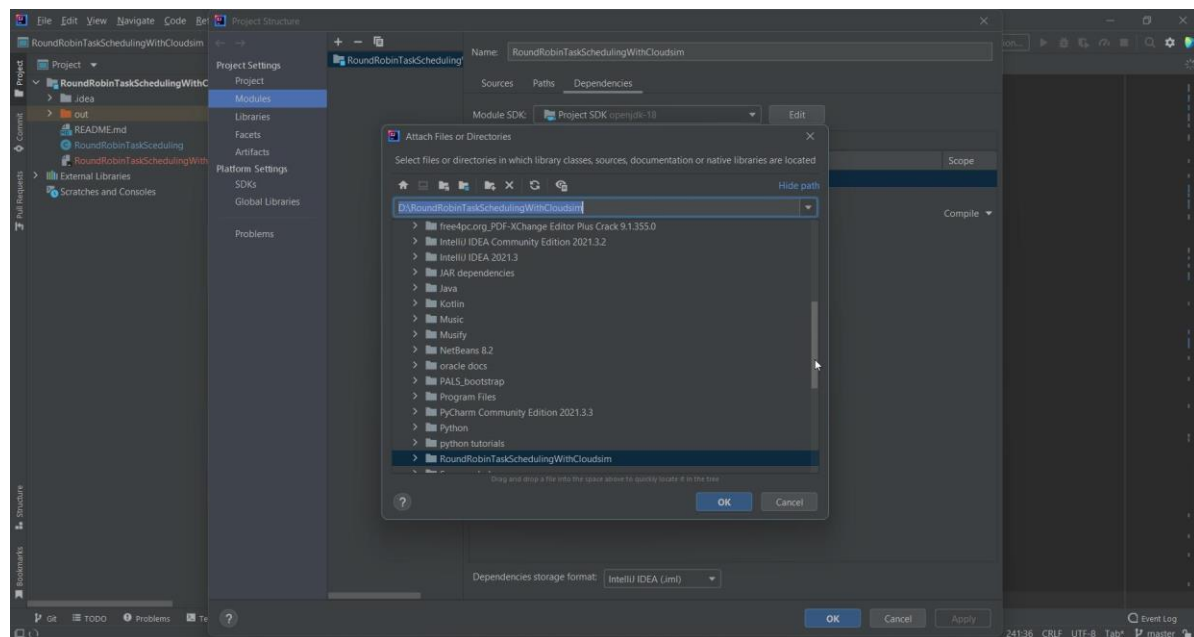 File Edit View Navigate Code Ref
Project Structure
RoundRobinTaskSchedulingWithCloudsim
Project
RoundRobinTaskSchedulingWithC
.idea
out
README.md
RoundRobinTaskSceduling
RoundRobinTaskSchedulingWith
External Libraries
Scratches and Consoles
Project
Commit
Pull Requests
Structure
Bookmarks
Project Settings
Project
Modules
Libraries
Facets
Artifacts
Platform Settings
SDKs
Global Libraries
Problems
RoundRobinTaskScheduling
Name: RoundRobinTaskSchedulingWithCloudsim
Sources Paths Dependencies
Module SDK: Project SDK openjdk-18 Edit
Scope
Compile
Attach Files or Directories
Select files or directories in which library classes, sources, documentation or native libraries are located
Hide path
D:\RoundRobinTaskSchedulingWithCloudsim
free4pc.org_PDF-XChange Editor Plus Crack 9.1.355.0
IntelliJ IDEA Community Edition 2021.3.2
IntelliJ IDEA 2021.3
JAR dependencies
Java
Kotlin
Music
Musify
NetBeans 8.2
oracle docs
PALS_bootstrap
Program Files
PyCharm Community Edition 2021.3.3
Python
python tutorials
RoundRobinTaskSchedulingWithCloudsim
Drag and drop a file into the space above to quickly locate it in the tree
? OK Cancel
Dependencies storage format: IntelliJ IDEA (.iml)
? OK Cancel Apply
Git TODO Problems Te
Event Log
241:36 CRLF UTF-8 Tab* master